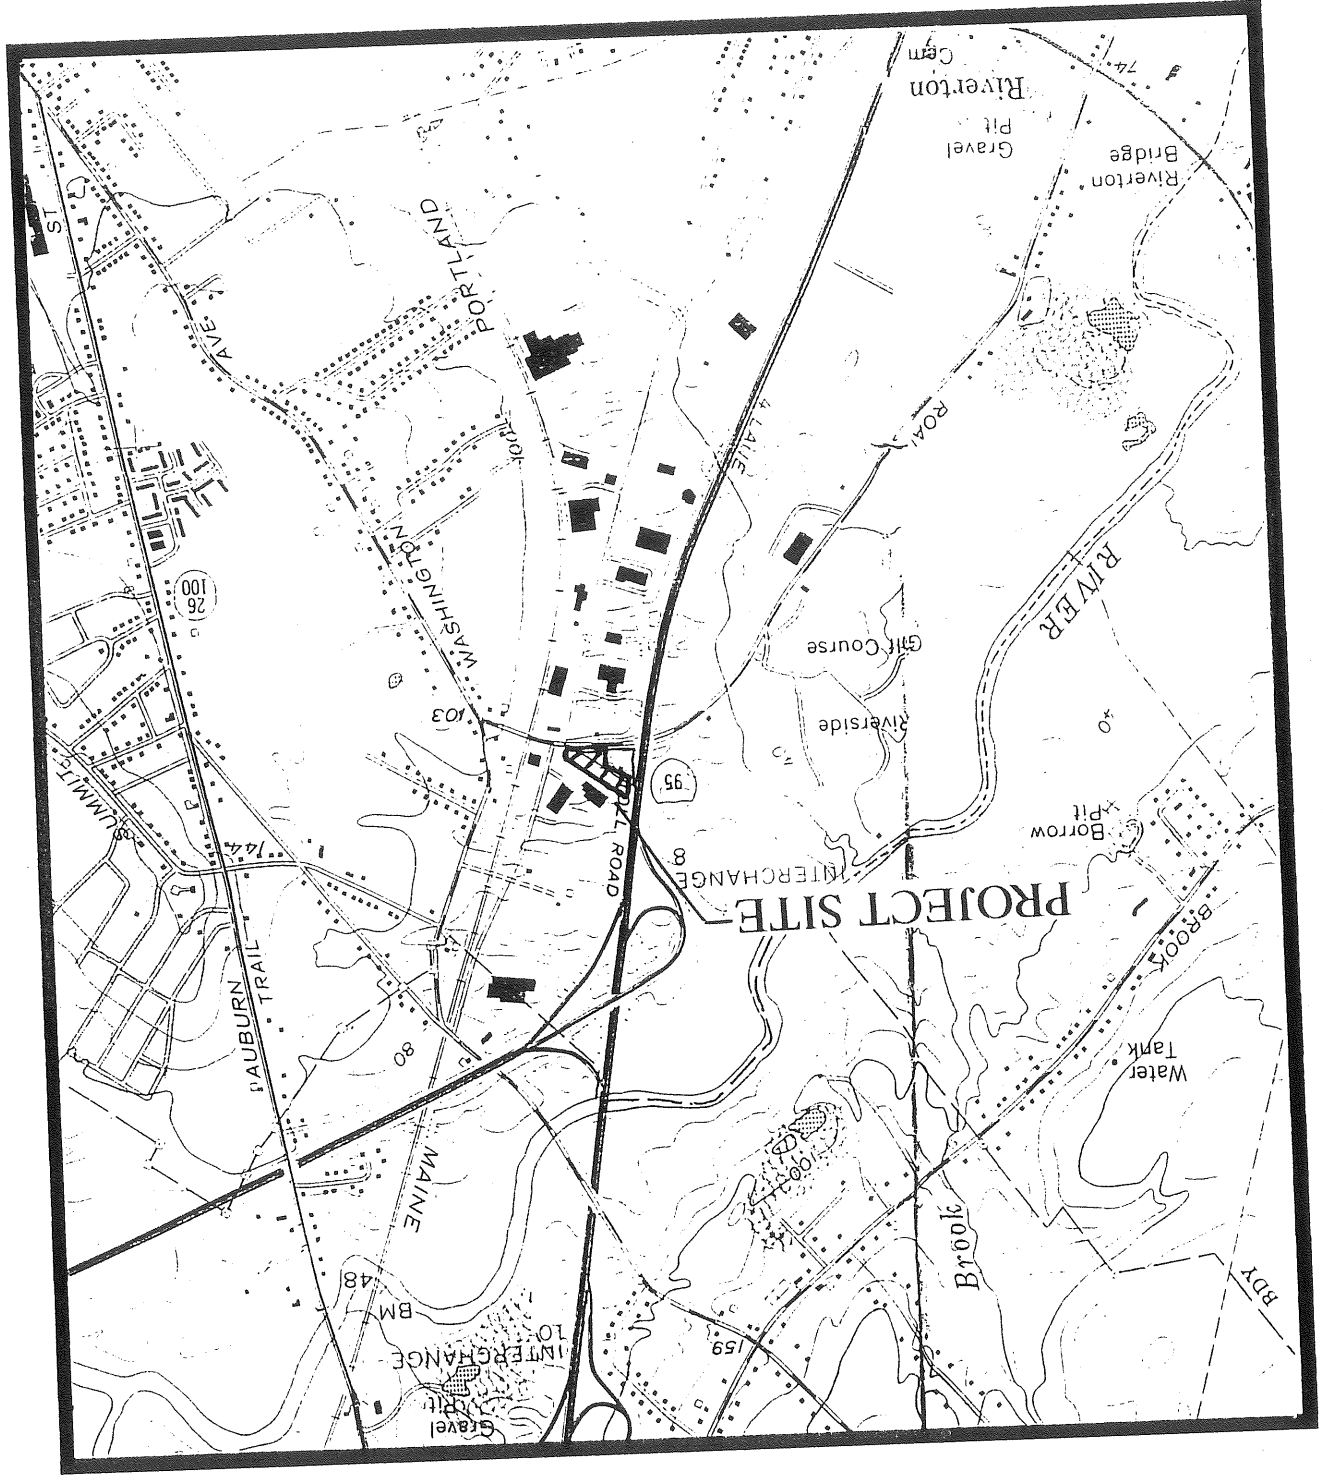 Gravel
Pit
INTERCHANGE
10
BM
48
159
BDY
Brook
MAINE
80
AUBURN
TRAIL
Water
Tank
BROOK
PROJECT SITE
INTERCHANGE
8
144
ROAD
Borrow
Pit
95
Riverside
Golf Course
103
WASHINGTON
AVE
26
100
RIVER
ROAD
4 LANE
100
PORTLAND
ST
Riverton
Bridge
Gravel
Pit
Riverton
Cem
74